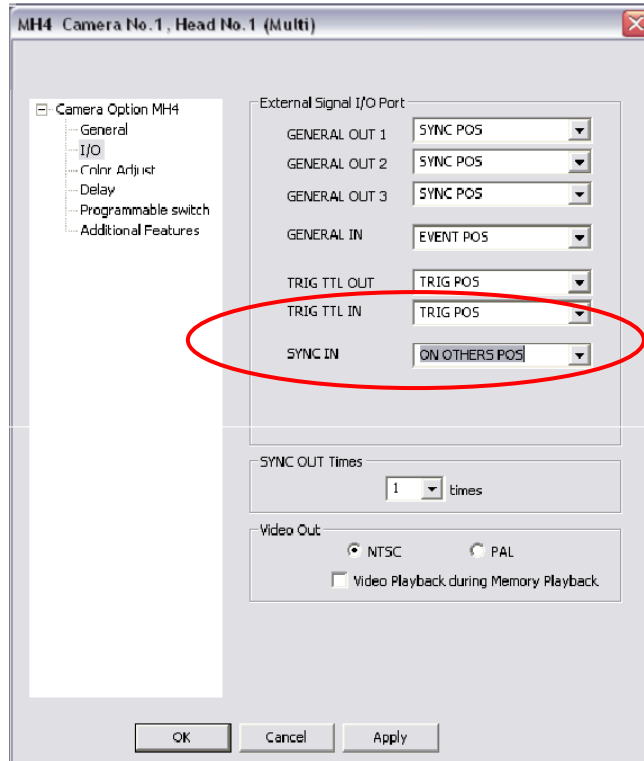 MH4 Camera No.1, Head No.1 (Multi)
Camera Option MH4
General
I/O
Color Adjust
Delay
Programmable switch
Additional Features
External Signal I/O Port
GENERAL OUT 1 SYNC POS
GENERAL OUT 2 SYNC POS
GENERAL OUT 3 SYNC POS
GENERAL IN EVENT POS
TRIG TTL OUT TRIG POS
TRIG TTL IN TRIG POS
SYNC IN ON OTHERS POS
SYNC OUT Times
1 times
Video Out
NTSC PAL
Video Playback during Memory Playback
OK Cancel Apply